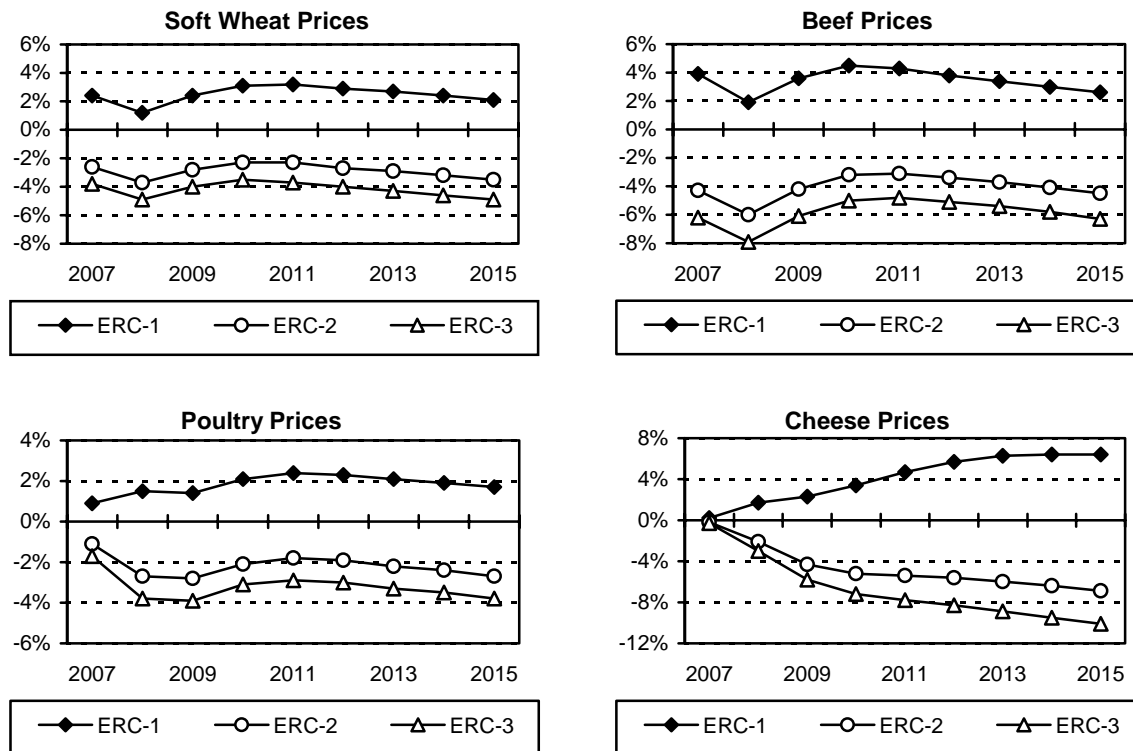 Soft Wheat Prices
6%
4%
2%
0%
-2%
-4%
-6%
-8%
2007 2009 2011 2013 2015
ERC-1 ERC-2 ERC-3
Beef Prices
6%
4%
2%
0%
-2%
-4%
-6%
-8%
2007 2009 2011 2013 2015
ERC-1 ERC-2 ERC-3
Poultry Prices
4%
2%
0%
-2%
-4%
-6%
2007 2009 2011 2013 2015
ERC-1 ERC-2 ERC-3
Cheese Prices
8%
4%
0%
-4%
-8%
-12%
2007 2009 2011 2013 2015
ERC-1 ERC-2 ERC-3